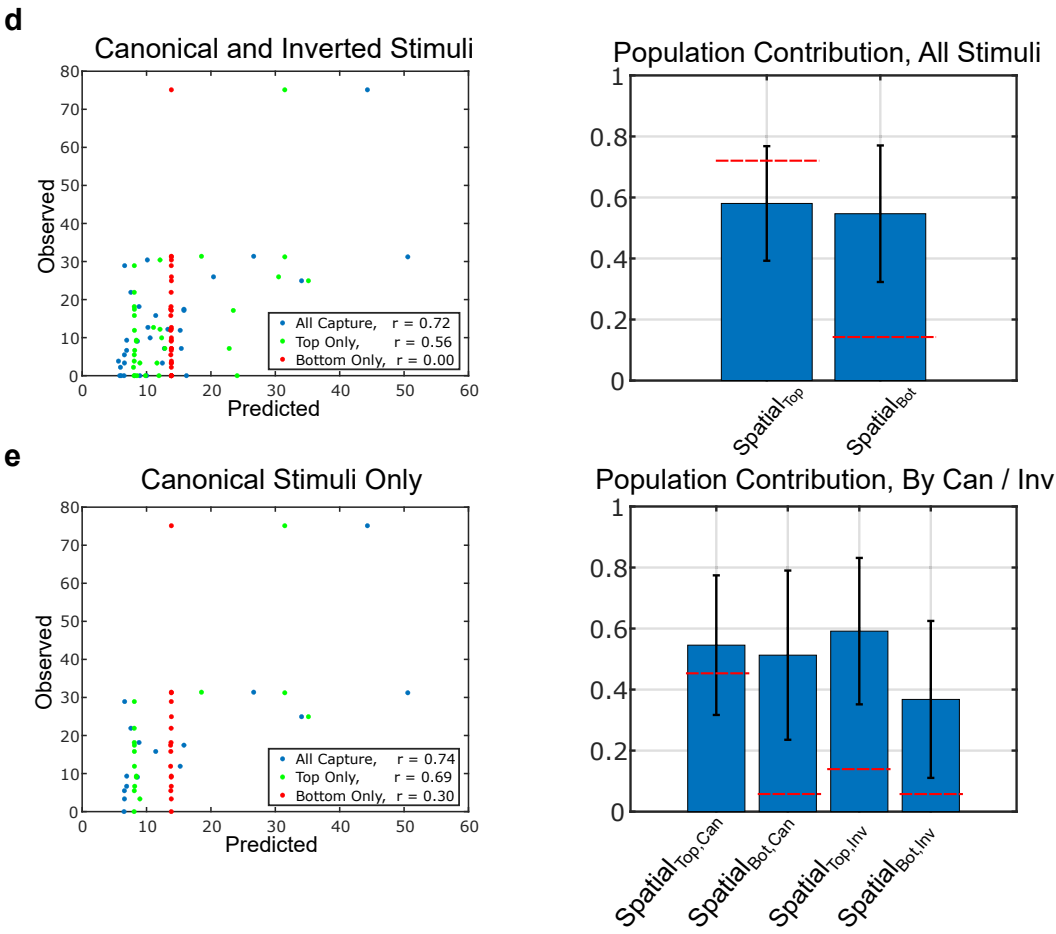 d
Canonical and Inverted Stimuli
80
70
60
50
40
30
20
10
0
Observed
0 10 20 30 40 50 60
Predicted
All Capture, r = 0.72
Top Only, r = 0.56
Bottom Only, r = 0.00
Population Contribution, All Stimuli
1
0.8
0.6
0.4
0.2
0
SpatialTop
SpatialBot
e
Canonical Stimuli Only
80
70
60
50
40
30
20
10
0
Observed
0 10 20 30 40 50 60
Predicted
All Capture, r = 0.74
Top Only, r = 0.69
Bottom Only, r = 0.30
Population Contribution, By Can / Inv
1
0.8
0.6
0.4
0.2
0
SpatialTop,Can
SpatialBot,Can
SpatialTop,Inv
SpatialBot,Inv